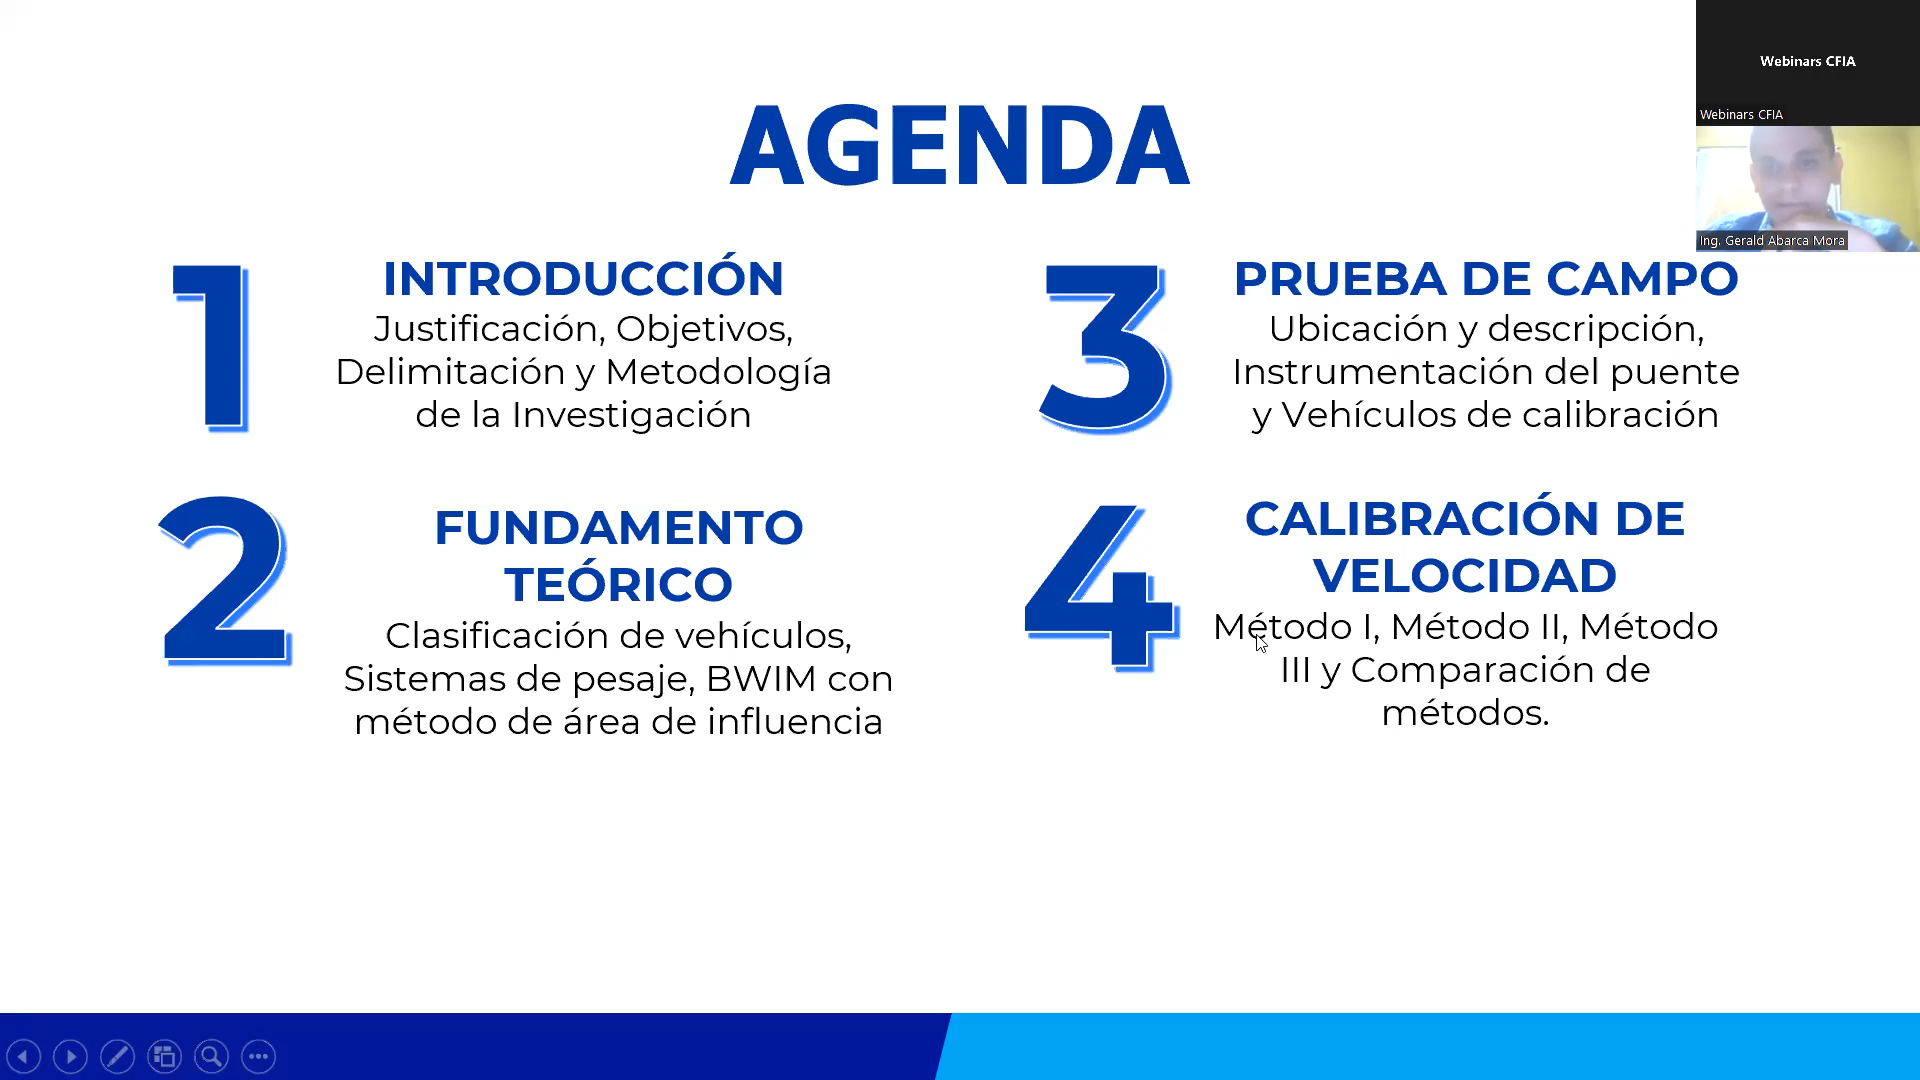 AGENDA
Webinars CFIA
Webinars CFIA
Ing. Gerald Abarca Mora
1
INTRODUCCIÓN
Justificación, Objetivos,
Delimitación y Metodología
de la Investigación
2
FUNDAMENTO
TEÓRICO
Clasificación de vehículos,
Sistemas de pesaje, BWIM con
método de área de influencia
3
PRUEBA DE CAMPO
Ubicación y descripción,
Instrumentación del puente
y Vehículos de calibración
4
CALIBRACIÓN DE
VELOCIDAD
Método I, Método II, Método
III y Comparación de
métodos.